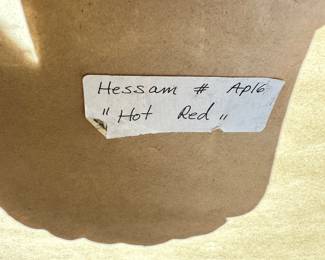 Hessam # Ap16
"Hot Red"